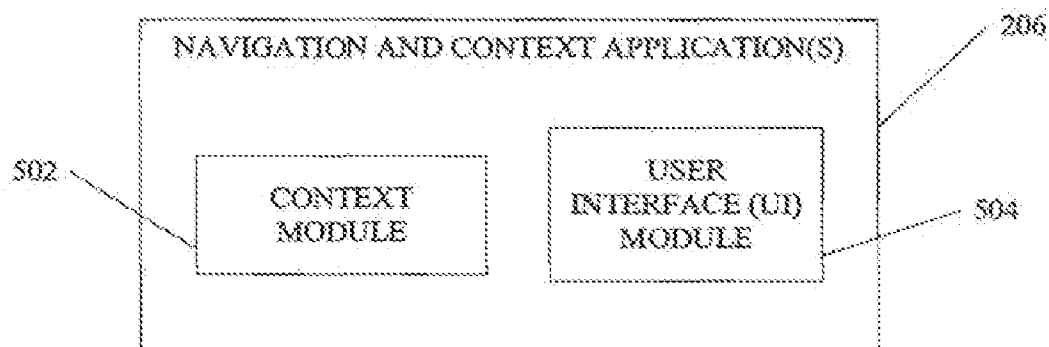 NAVIGATION AND CONTEXT APPLICATION(S)
206
502
CONTEXT
MODULE
USER
INTERFACE (UI)
MODULE
504